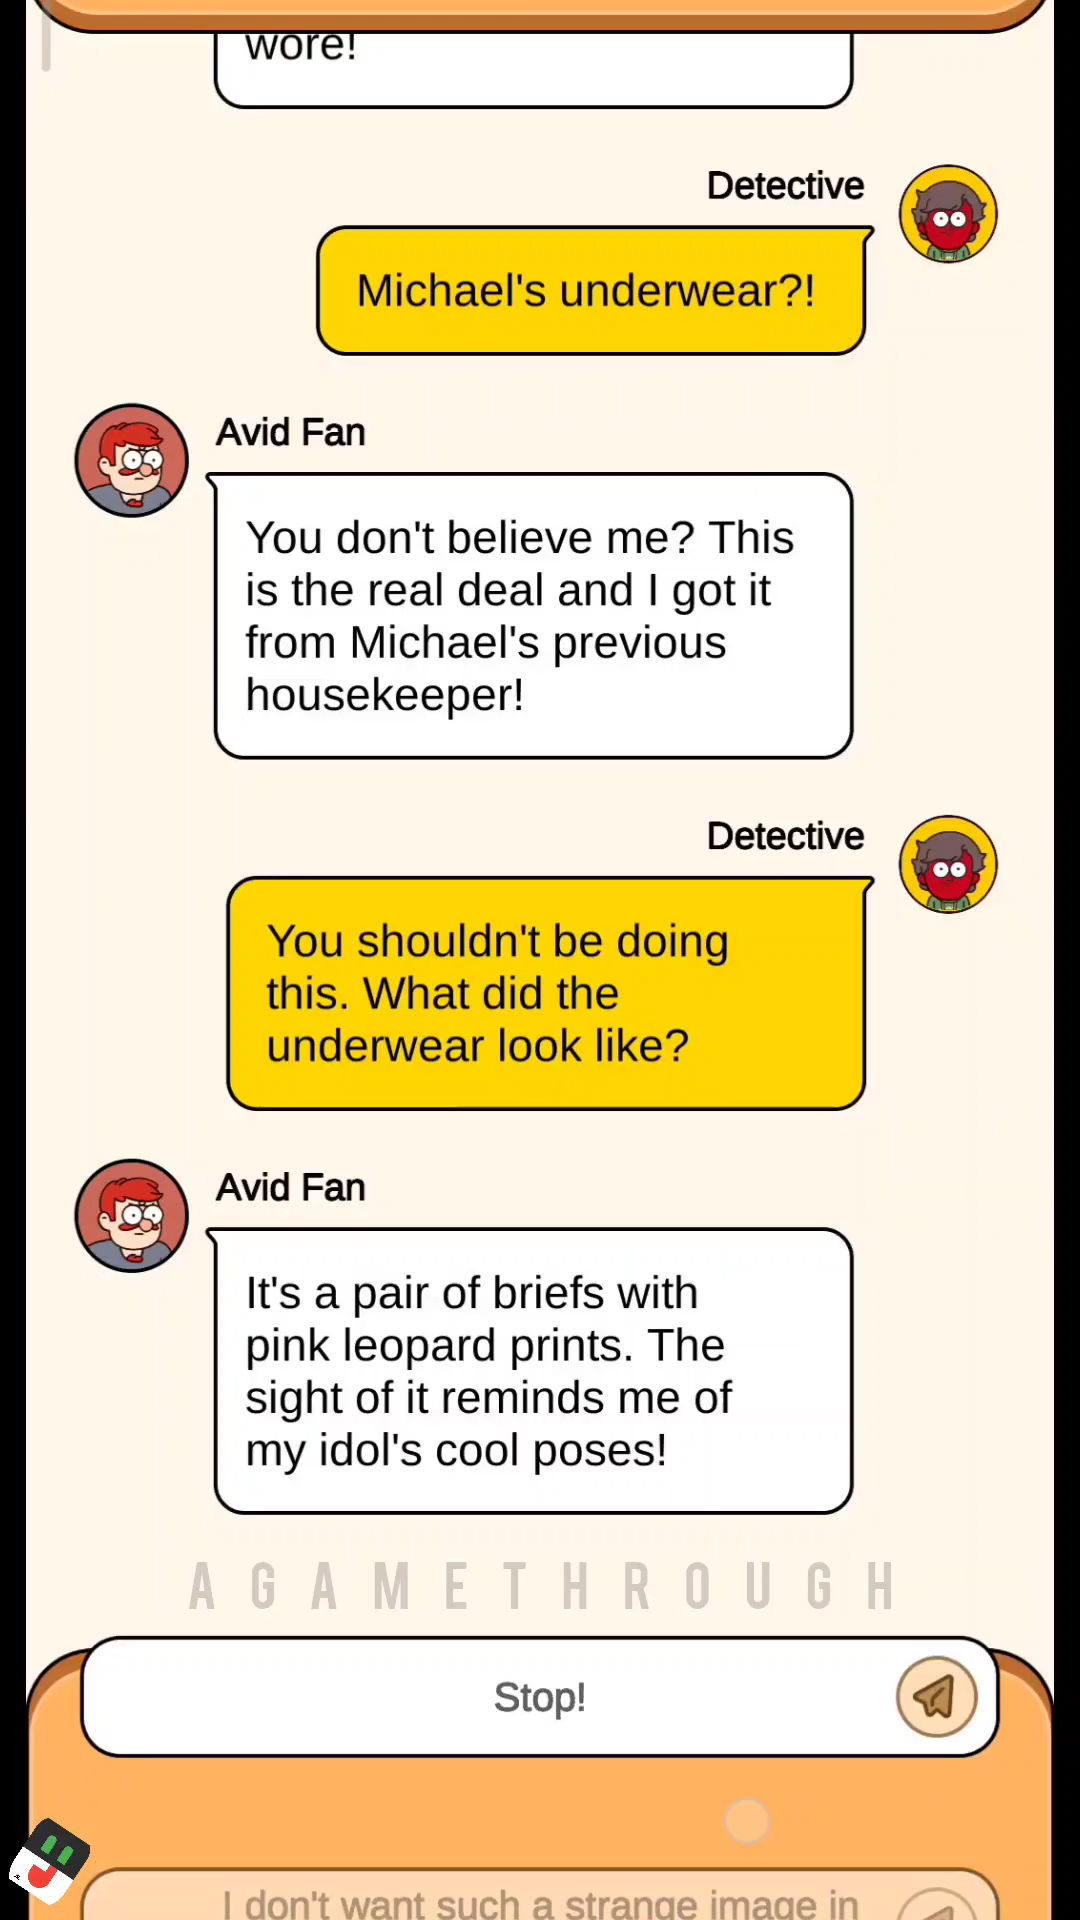 wore!
Detective
Michael's underwear?!
Avid Fan
You don't believe me? This
is the real deal and I got it
from Michael's previous
housekeeper!
Detective
You shouldn't be doing
this. What did the
underwear look like?
Avid Fan
It's a pair of briefs with
pink leopard prints. The
sight of it reminds me of
my idol's cool poses!
AGAMETHROUGH
Stop!
I don't want such a strange image in